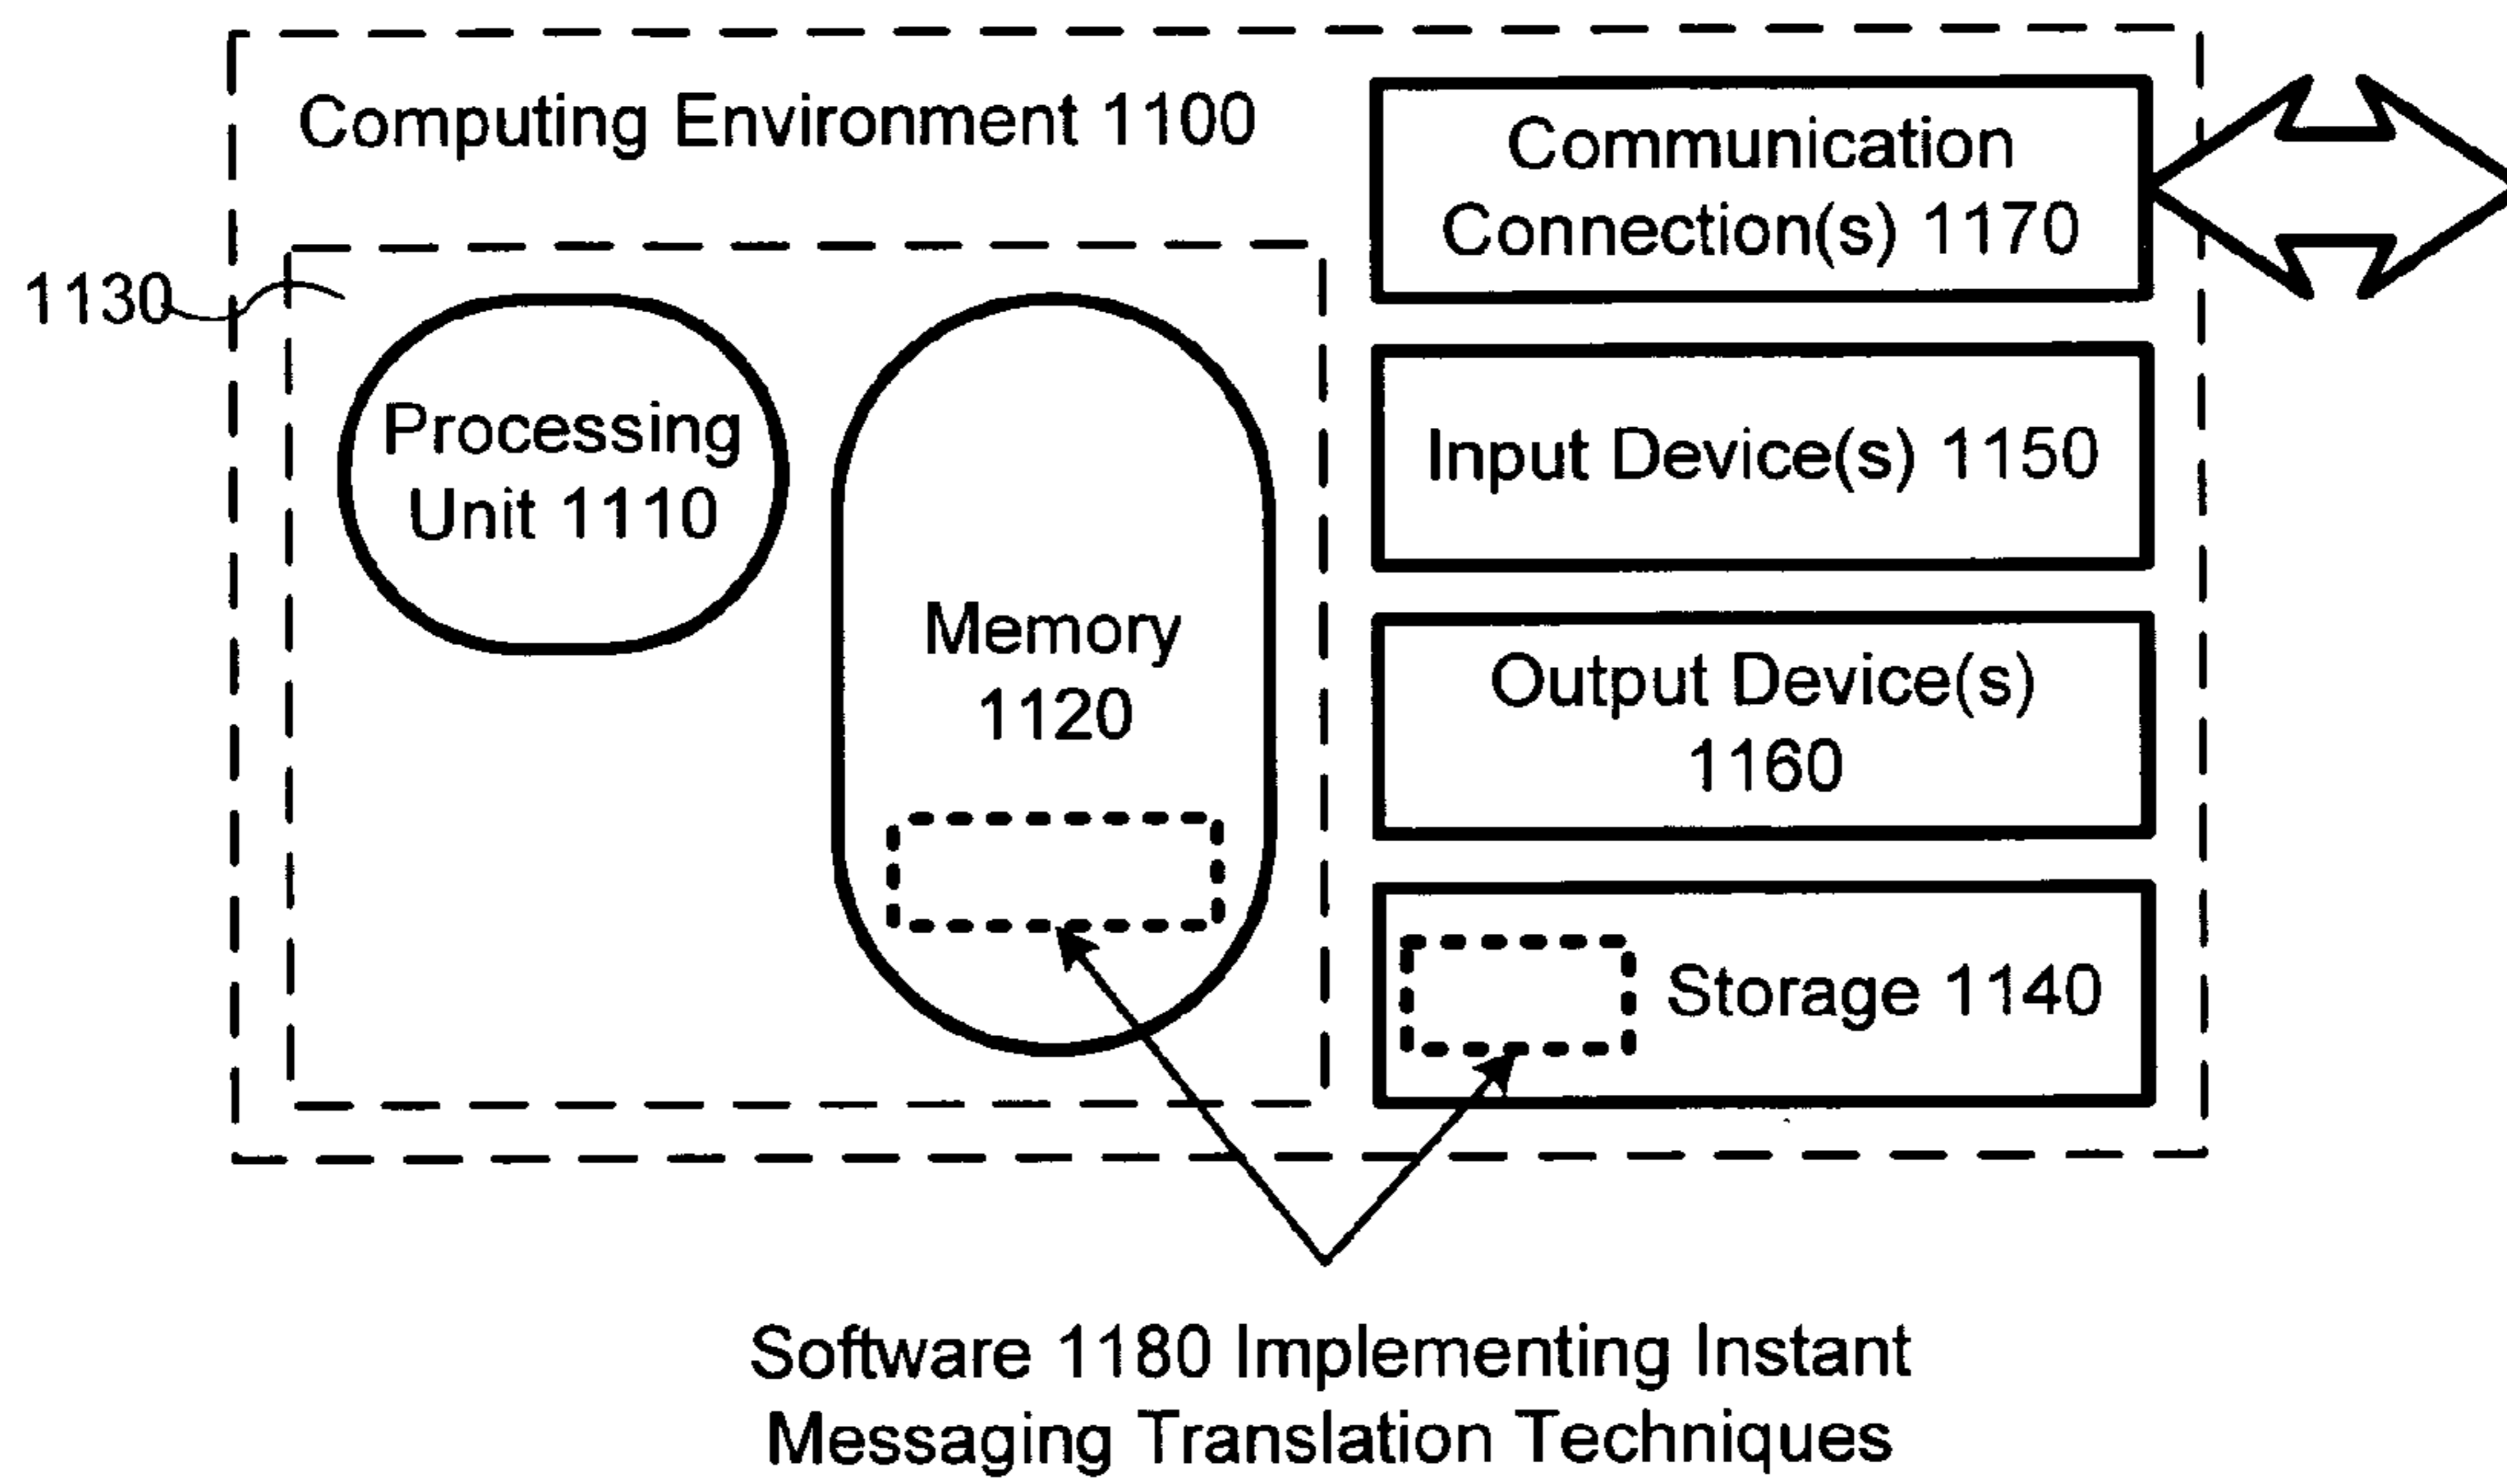 Computing Environment 1100
Communication
Connection(s) 1170
1130
Processing
Unit 1110
Memory
1120
Input Device(s) 1150
Output Device(s)
1160
Storage 1140
Software 1180 Implementing Instant
Messaging Translation Techniques